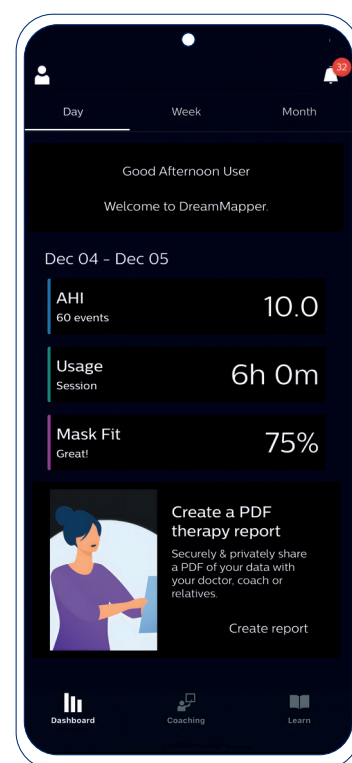 32
Day Week Month
Good Afternoon User
Welcome to DreamMapper.
Dec 04 - Dec 05
AHI
60 events
10.0
Usage
Session
6h 0m
Mask Fit
Great!
75%
Create a PDF
therapy report
Securely & privately share
a PDF of your data with
your doctor, coach or
relatives.
Create report
Dashboard Coaching Learn